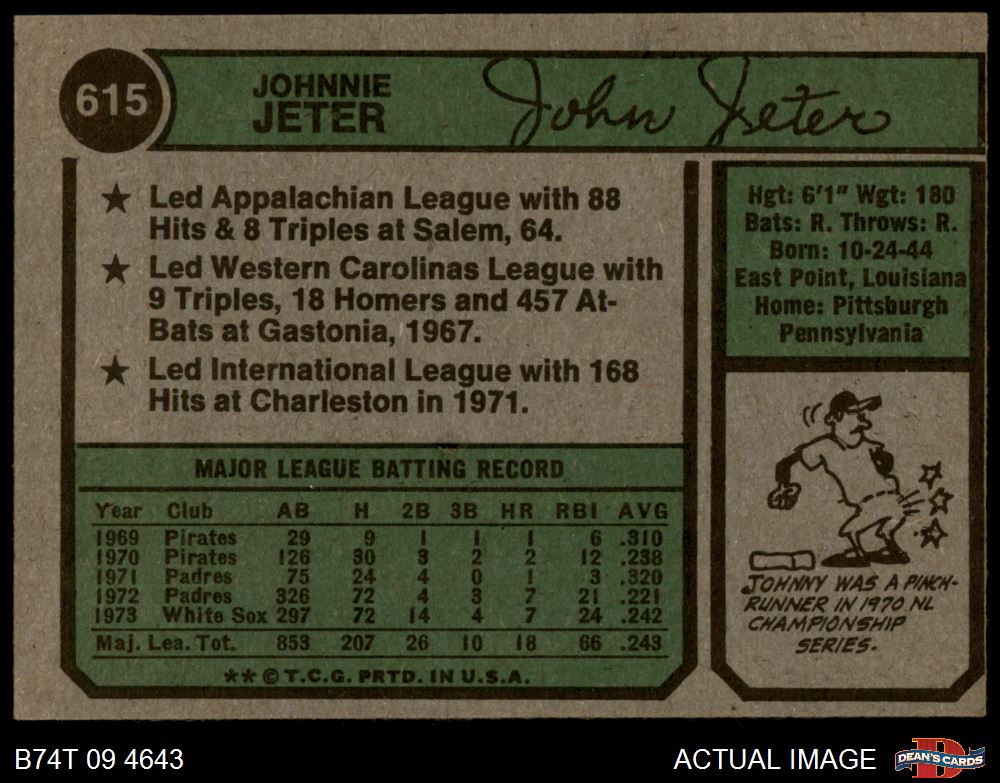 615
JOHNNIE
JETER
John Jeter
★ Led Appalachian League with 88
Hits & 8 Triples at Salem, 64.
★ Led Western Carolinas League with
9 Triples, 18 Homers and 457 At-
Bats at Gastonia, 1967.
★ Led International League with 168
Hits at Charleston in 1971.
Hgt: 6'1" Wgt: 180
Bats: R. Throws: R.
Born: 10-24-44
East Point, Louisiana
Home: Pittsburgh
Pennsylvania
MAJOR LEAGUE BATTING RECORD
Year Club AB H 2B 3B HR RBI AVG
1969 Pirates 29 9 1 1 1 6 .310
1970 Pirates 126 30 3 2 2 12 .238
1971 Padres 75 24 4 0 1 3 .320
1972 Padres 326 72 4 3 7 21 .221
1973 White Sox 297 72 14 4 7 24 .242
Maj. Lea. Tot. 853 207 26 10 18 66 .243
**©T.C.G. PRTD. IN U.S.A.
JOHNNY WAS A PINCH-
RUNNER IN 1970 NL
CHAMPIONSHIP
SERIES.
B74T 09 4643
ACTUAL IMAGE
D
DEAN'S CARDS